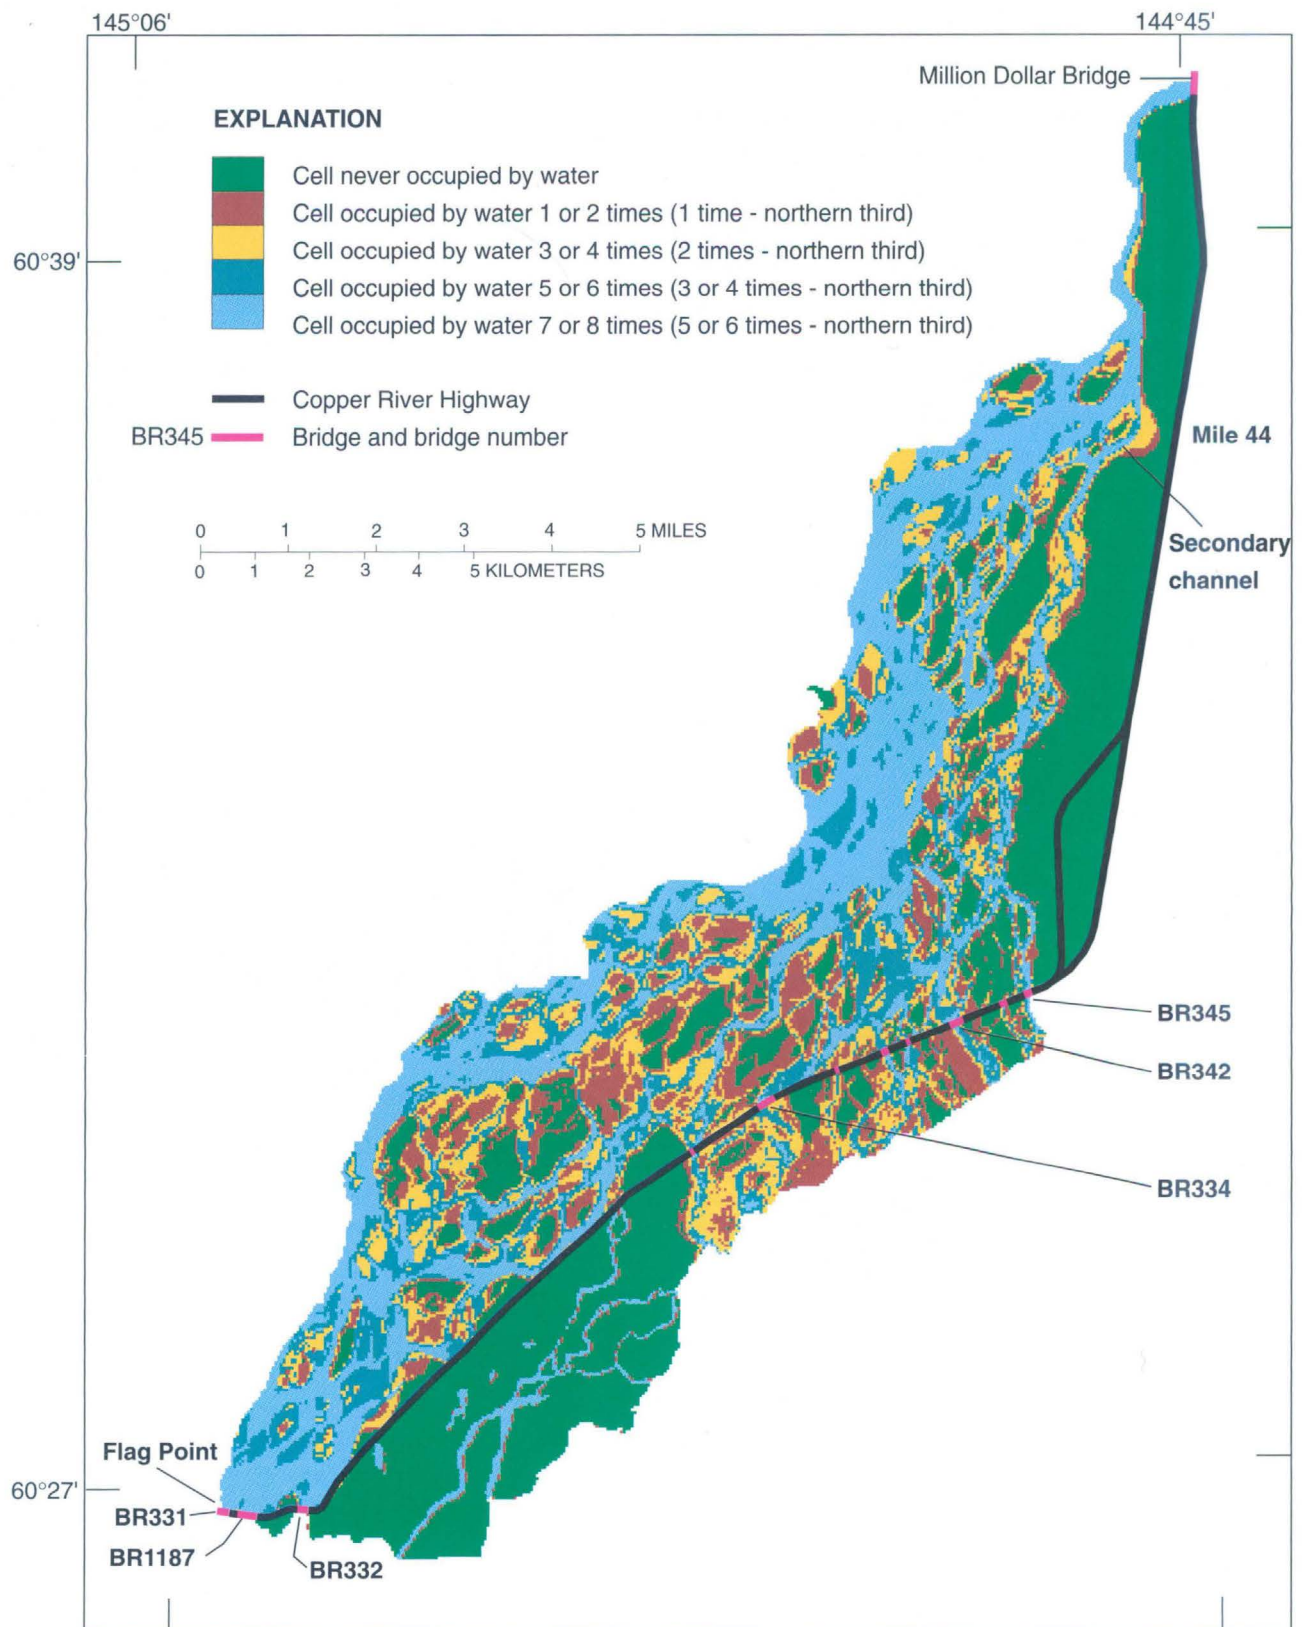 145°06'
144°45'
Million Dollar Bridge
EXPLANATION
Cell never occupied by water
Cell occupied by water 1 or 2 times (1 time - northern third)
Cell occupied by water 3 or 4 times (2 times - northern third)
Cell occupied by water 5 or 6 times (3 or 4 times - northern third)
Cell occupied by water 7 or 8 times (5 or 6 times - northern third)
60°39'
Copper River Highway
BR345
Bridge and bridge number
Mile 44
0 1 2 3 4 5 MILES
0 1 2 3 4 5 KILOMETERS
Secondary
channel
BR345
BR342
BR334
Flag Point
60°27'
BR331
BR1187
BR332